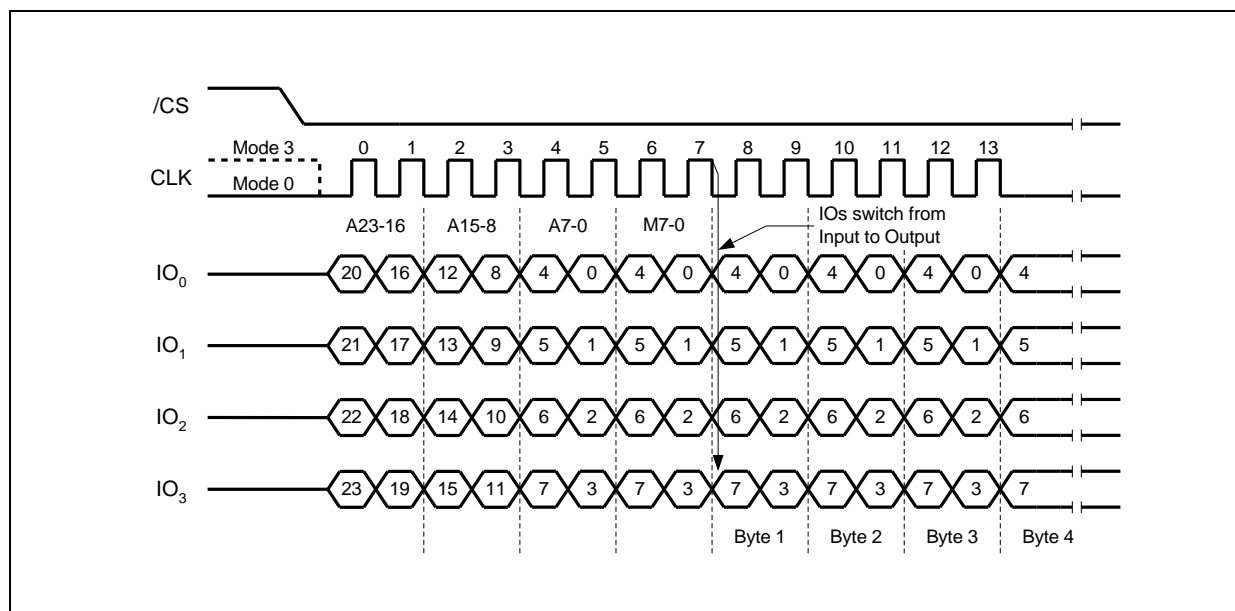 /CS
Mode 3
0 1 2 3 4 5 6 7 8 9 10 11 12 13
CLK
Mode 0
IOs switch from
Input to Output
A23-16 A15-8 A7-0 M7-0
IO0 20 16 12 8 4 0 4 0 4 0 4 0 4 0 4
IO1 21 17 13 9 5 1 5 1 5 1 5 1 5 1 5
IO2 22 18 14 10 6 2 6 2 6 2 6 2 6 2 6
IO3 23 19 15 11 7 3 7 3 7 3 7 3 7 3 7
Byte 1 Byte 2 Byte 3 Byte 4